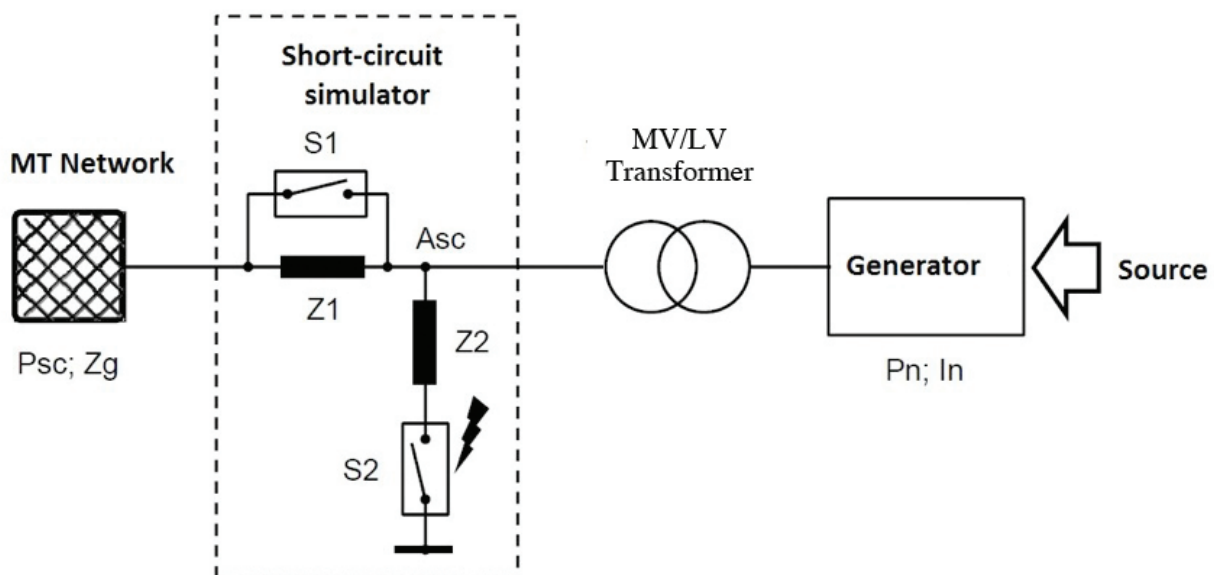 Short-circuit
simulator
S1
MT Network
MV/LV
Transformer
Asc
Generator
Source
Z1
Z2
Psc; Zg
Pn; In
S2